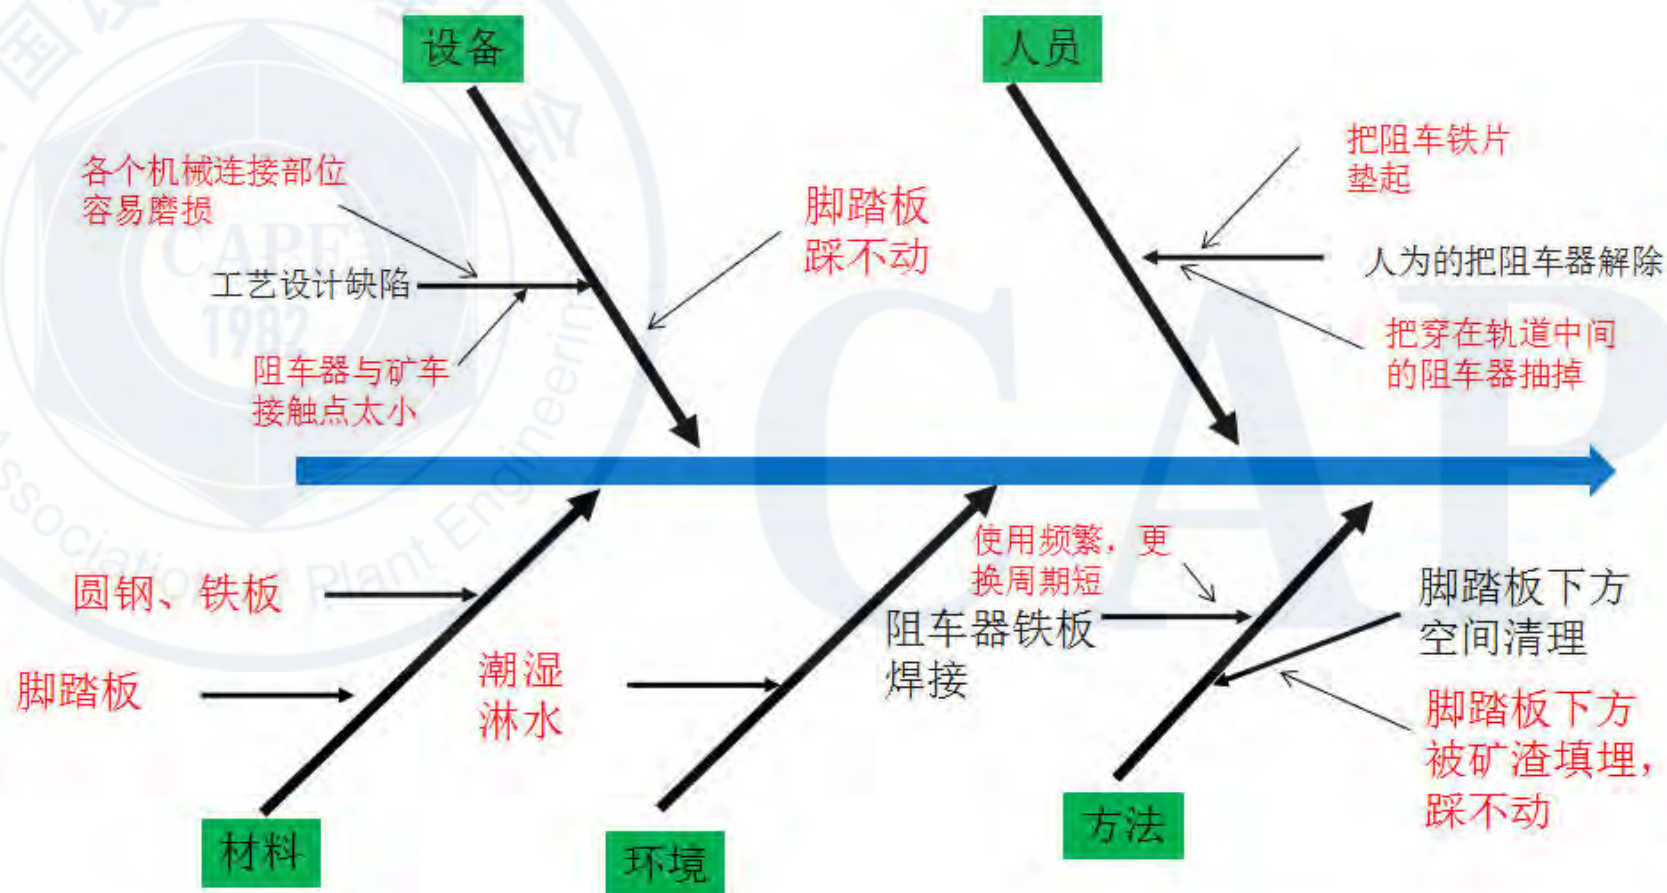 设备
人员
各个机械连接部位
容易磨损
工艺设计缺陷
阻车器与矿车
接触点太小
脚踏板
踩不动
把阻车铁片
垫起
人为的把阻车器解除
把穿在轨道中间
的阻车器抽掉
圆钢、铁板
脚踏板
潮湿
淋水
使用频繁，更
换周期短
阻车器铁板
焊接
脚踏板下方
空间清理
脚踏板下方
被矿渣填埋，
踩不动
材料
环境
方法
CAPE
1982
Association
Plant Engineerin
CAP